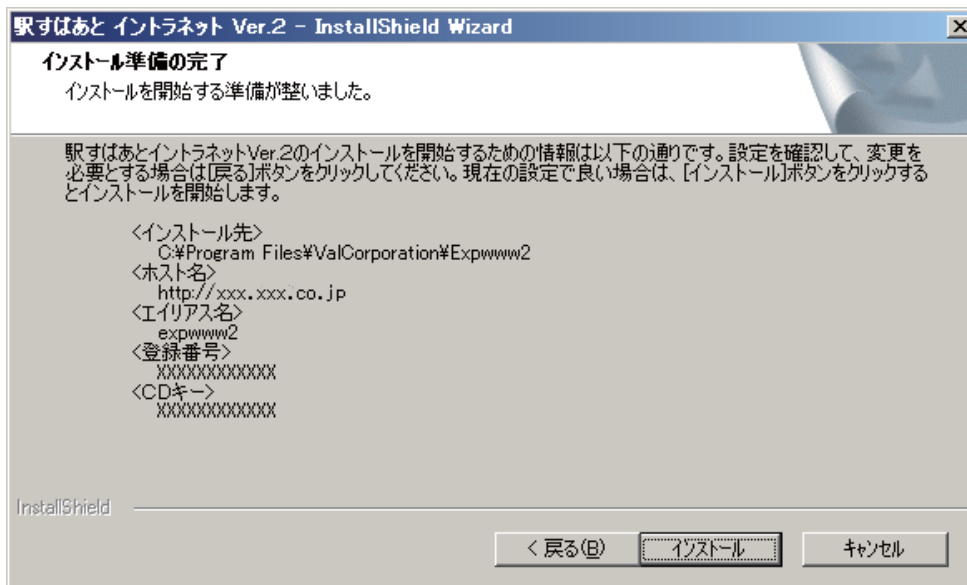 駅すぱあと イントラネット Ver.2 - InstallShield Wizard
インストール準備の完了
インストールを開始する準備が整いました。
駅すぱあとイントラネットVer.2のインストールを開始するための情報は以下の通りです。設定を確認して、変更を
必要とする場合は[戻る]ボタンをクリックしてください。現在の設定で良い場合は、[インストール]ボタンをクリックする
とインストールを開始します。
<インストール先>
C:¥Program Files¥ValCorporation¥Expwww2
<ホスト名>
http://xxx.xxx.co.jp
<エイリアス名>
expwww2
<登録番号>
XXXXXXXXXXXX
<CDキー>
XXXXXXXXXXXX
InstallShield
< 戻る(B)
インストール
キャンセル